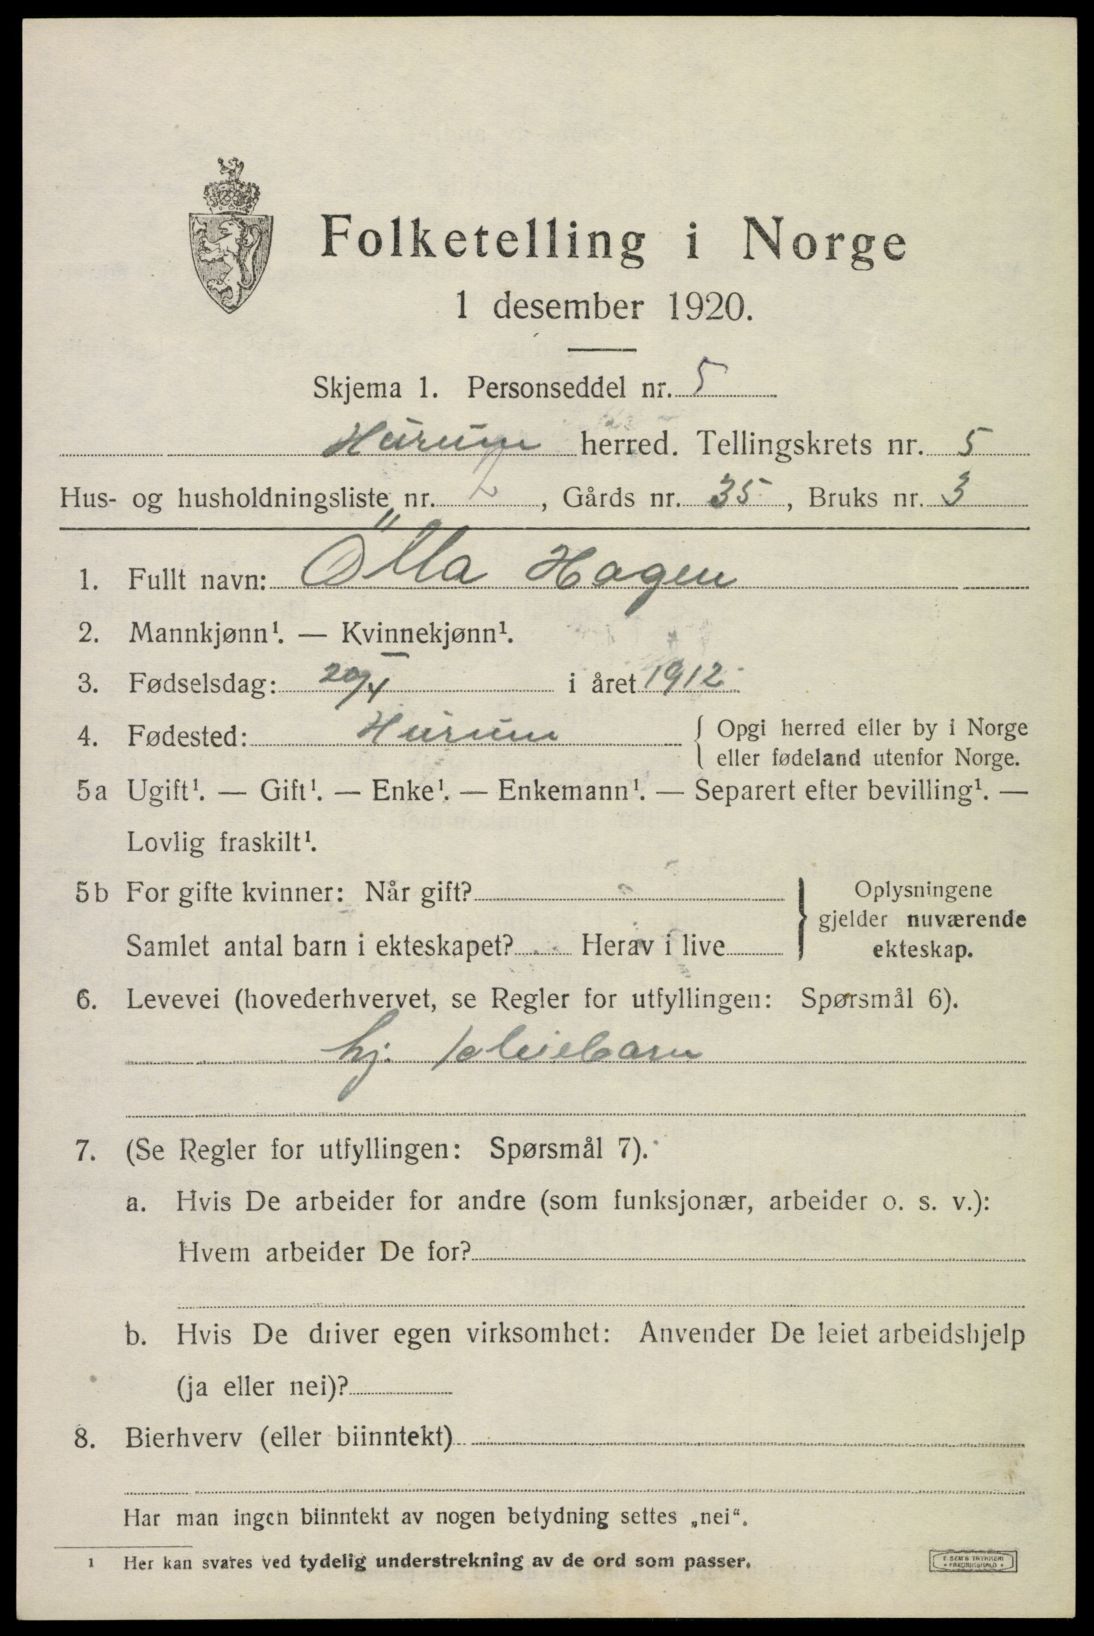 Folketelling i Norge
1 desember 1920.
Skjema 1. Personseddel nr. 5
Hurum herred. Tellingskrets nr. 5
Hus- og husholdningsliste nr. 2, Gårds nr. 35, Bruks nr. 3
1. Fullt navn: Hagen
2. Mannkjønn¹. — Kvinnekjønn¹.
3. Fødselsdag: 20/4 i året 1912
4. Fødested: Hurum { Opgi herred eller by i Norge
eller fødeland utenfor Norge.
5a Ugift¹. — Gift¹. — Enke¹. — Enkemann¹. — Separert efter bevilling¹. —
Lovlig fraskilt¹.
5b For gifte kvinner: Når gift?
Samlet antal barn i ekteskapet? Herav i live
} Oplysningene
gjelder nuværende
ekteskap.
6. Levevei (hovederhvervet, se Regler for utfyllingen: Spørsmål 6).
hj. pleiebarn
7. (Se Regler for utfyllingen: Spørsmål 7).
a. Hvis De arbeider for andre (som funksjonær, arbeider o. s. v.):
Hvem arbeider De for?
b. Hvis De driver egen virksomhet: Anvender De leiet arbeidshjelp
(ja eller nei)?
8. Bierhverv (eller biinntekt)
Har man ingen biinntekt av nogen betydning settes „nei“.
¹ Her kan svares ved tydelig understrekning av de ord som passer.
E. SEMS TRYKKERI
FREDRIKSHALD